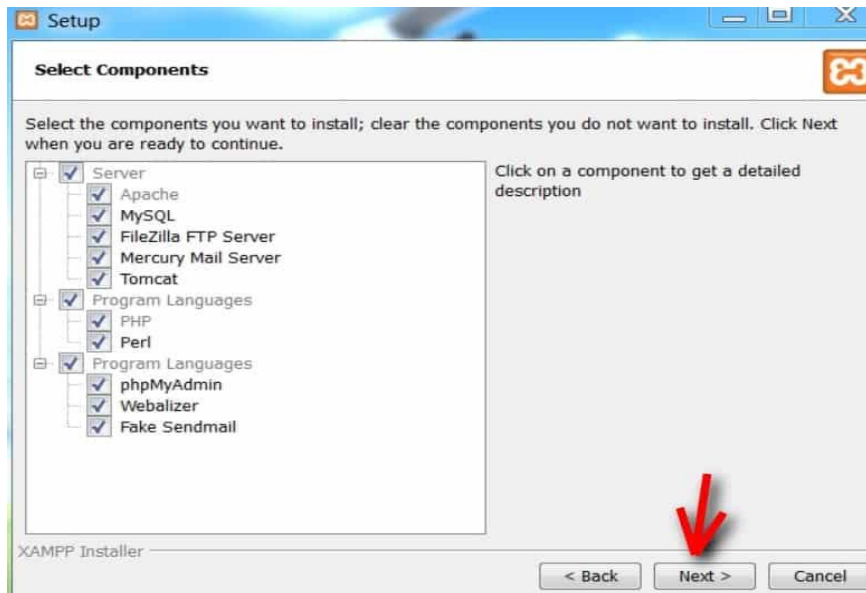 Setup
Select Components
Select the components you want to install; clear the components you do not want to install. Click Next
when you are ready to continue.
Server
Apache
MySQL
FileZilla FTP Server
Mercury Mail Server
Tomcat
Program Languages
PHP
Perl
Program Languages
phpMyAdmin
Webalizer
Fake Sendmail
Click on a component to get a detailed
description
XAMPP Installer
< Back
Next >
Cancel